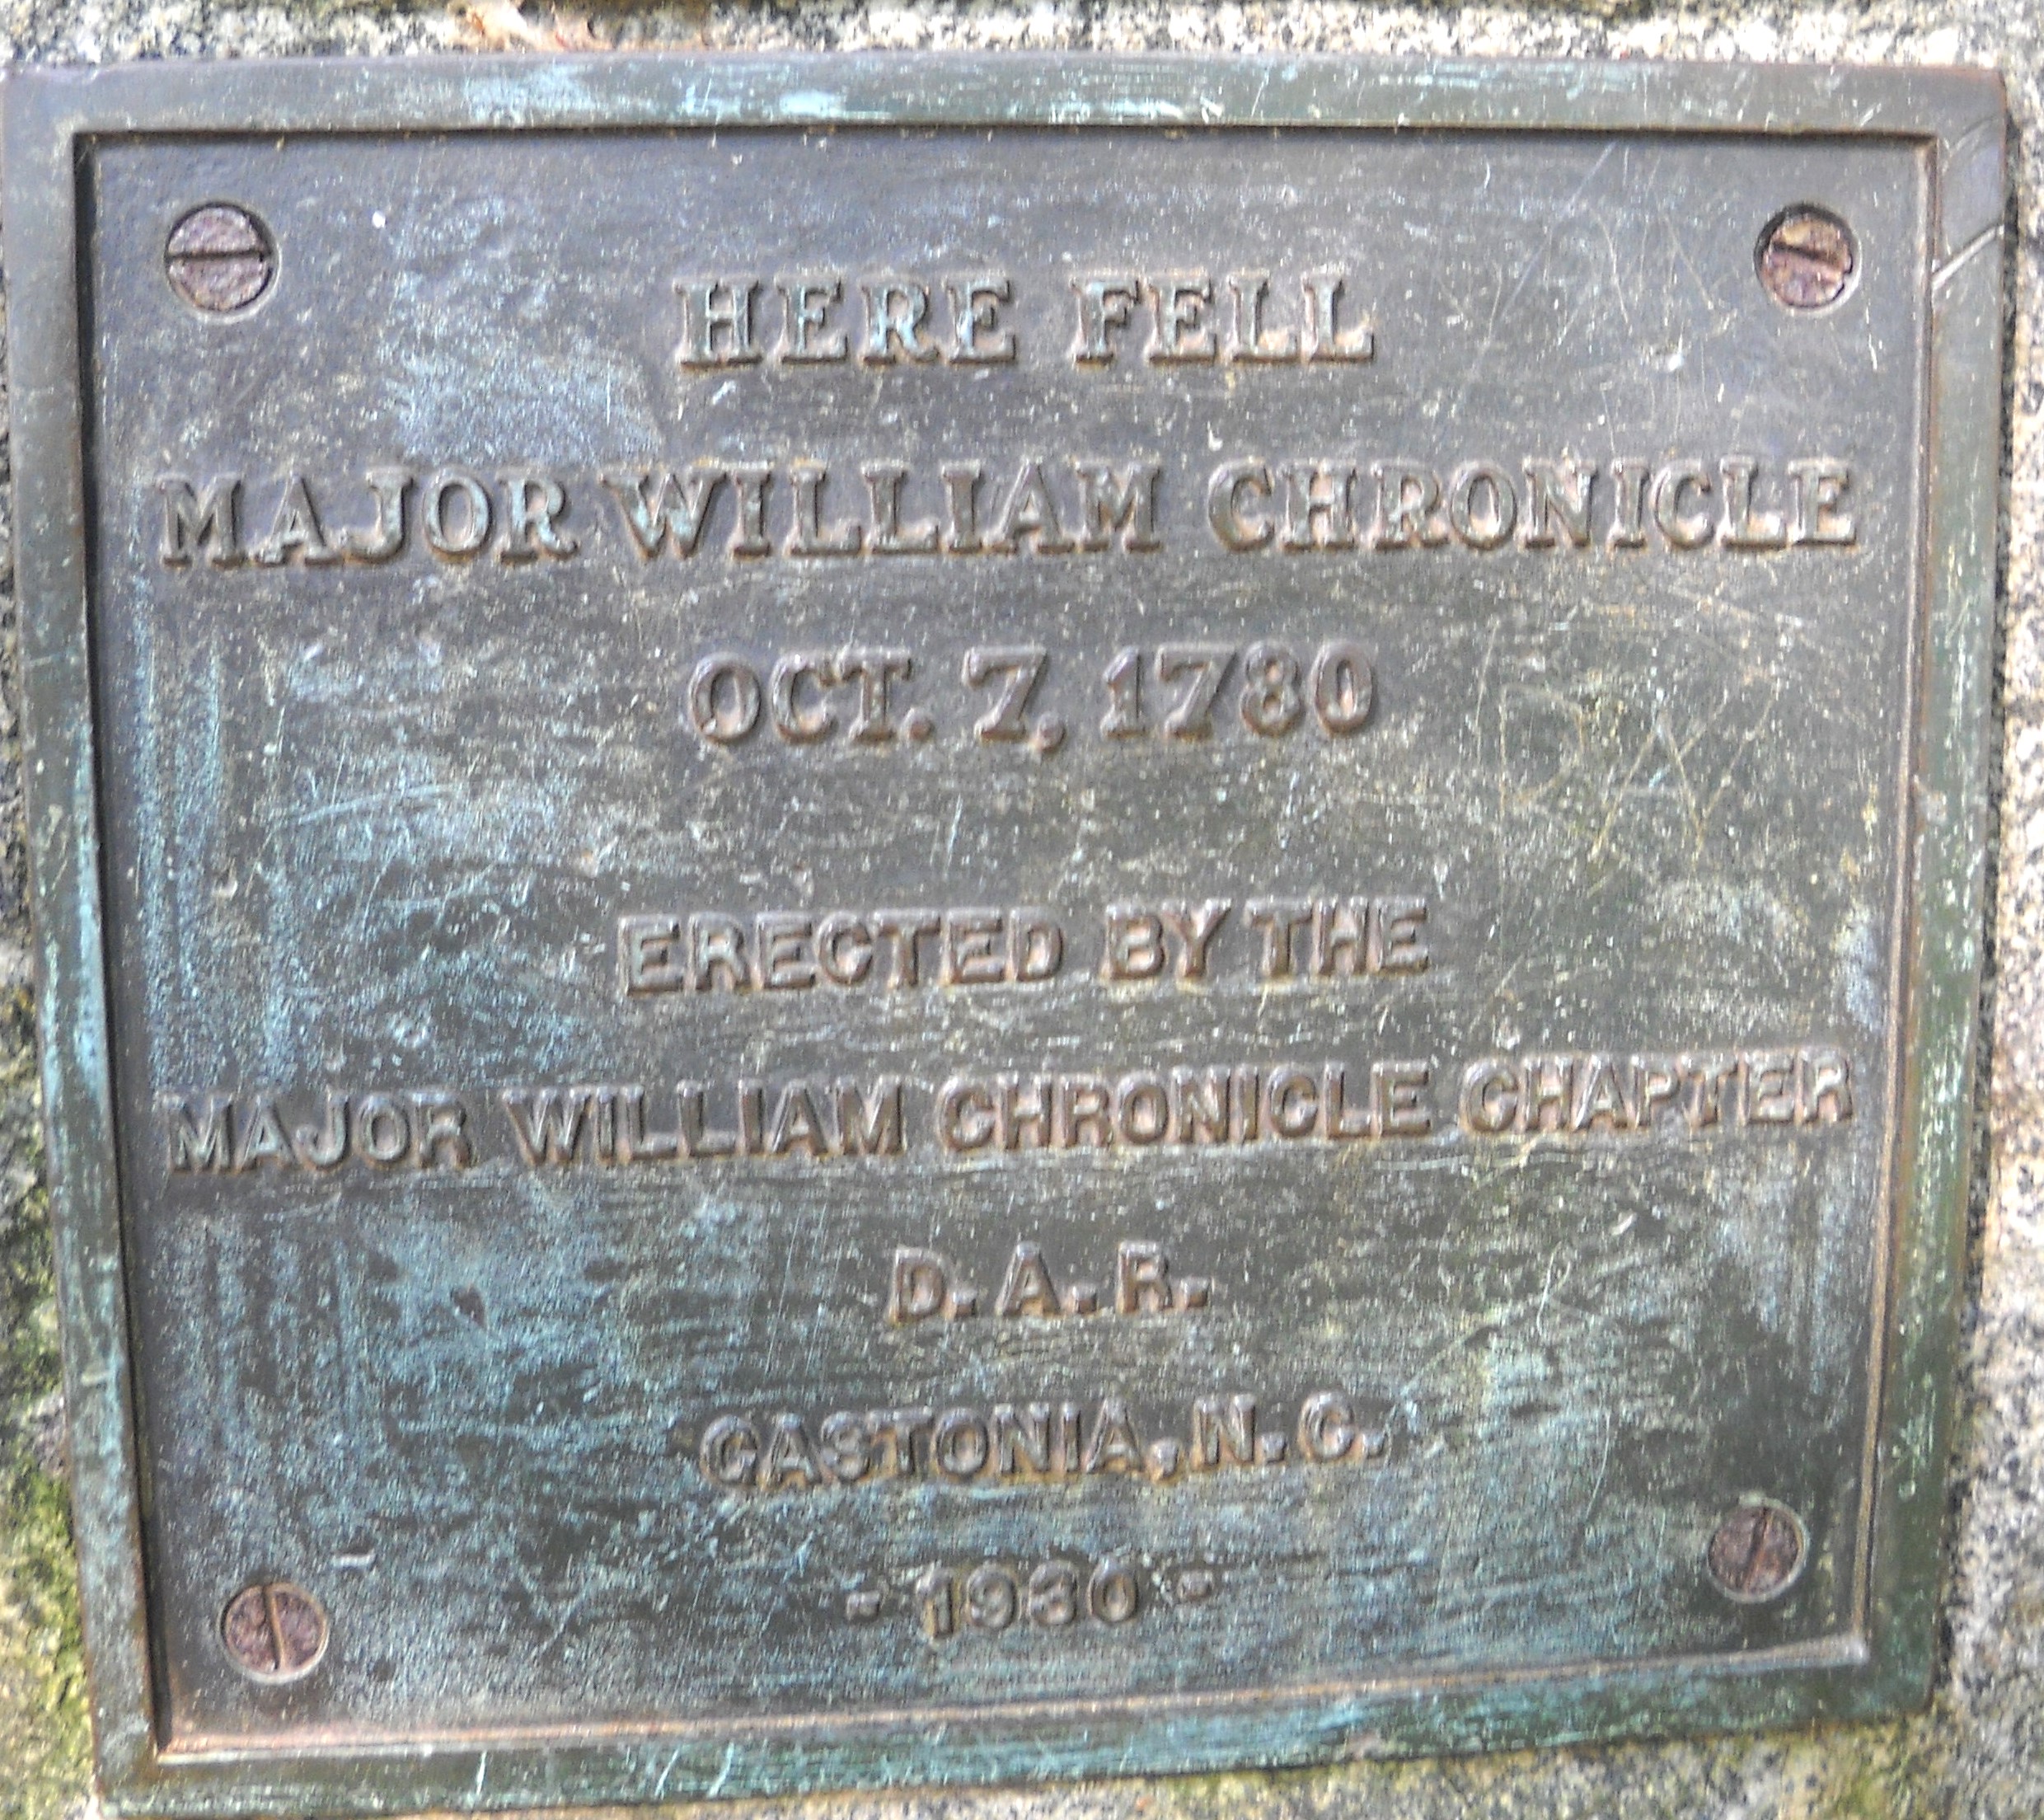 HERE FELL
MAJOR WILLIAM CHRONICLE
OCT. 7, 1780
ERECTED BY THE
MAJOR WILLIAM CHRONICLE CHAPTER
D. A. R.
GASTONIA, N. C.
- 1930 -